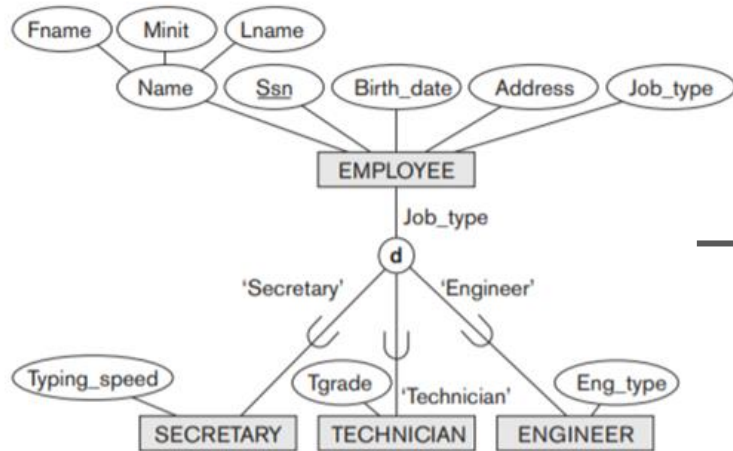 Fname Minit Lname
Name Ssn Birth_date Address Job_type
EMPLOYEE
Job_type
d
‘Secretary’ ‘Engineer’
Typing_speed Tgrade ‘Technician’ Eng_type
SECRETARY TECHNICIAN ENGINEER